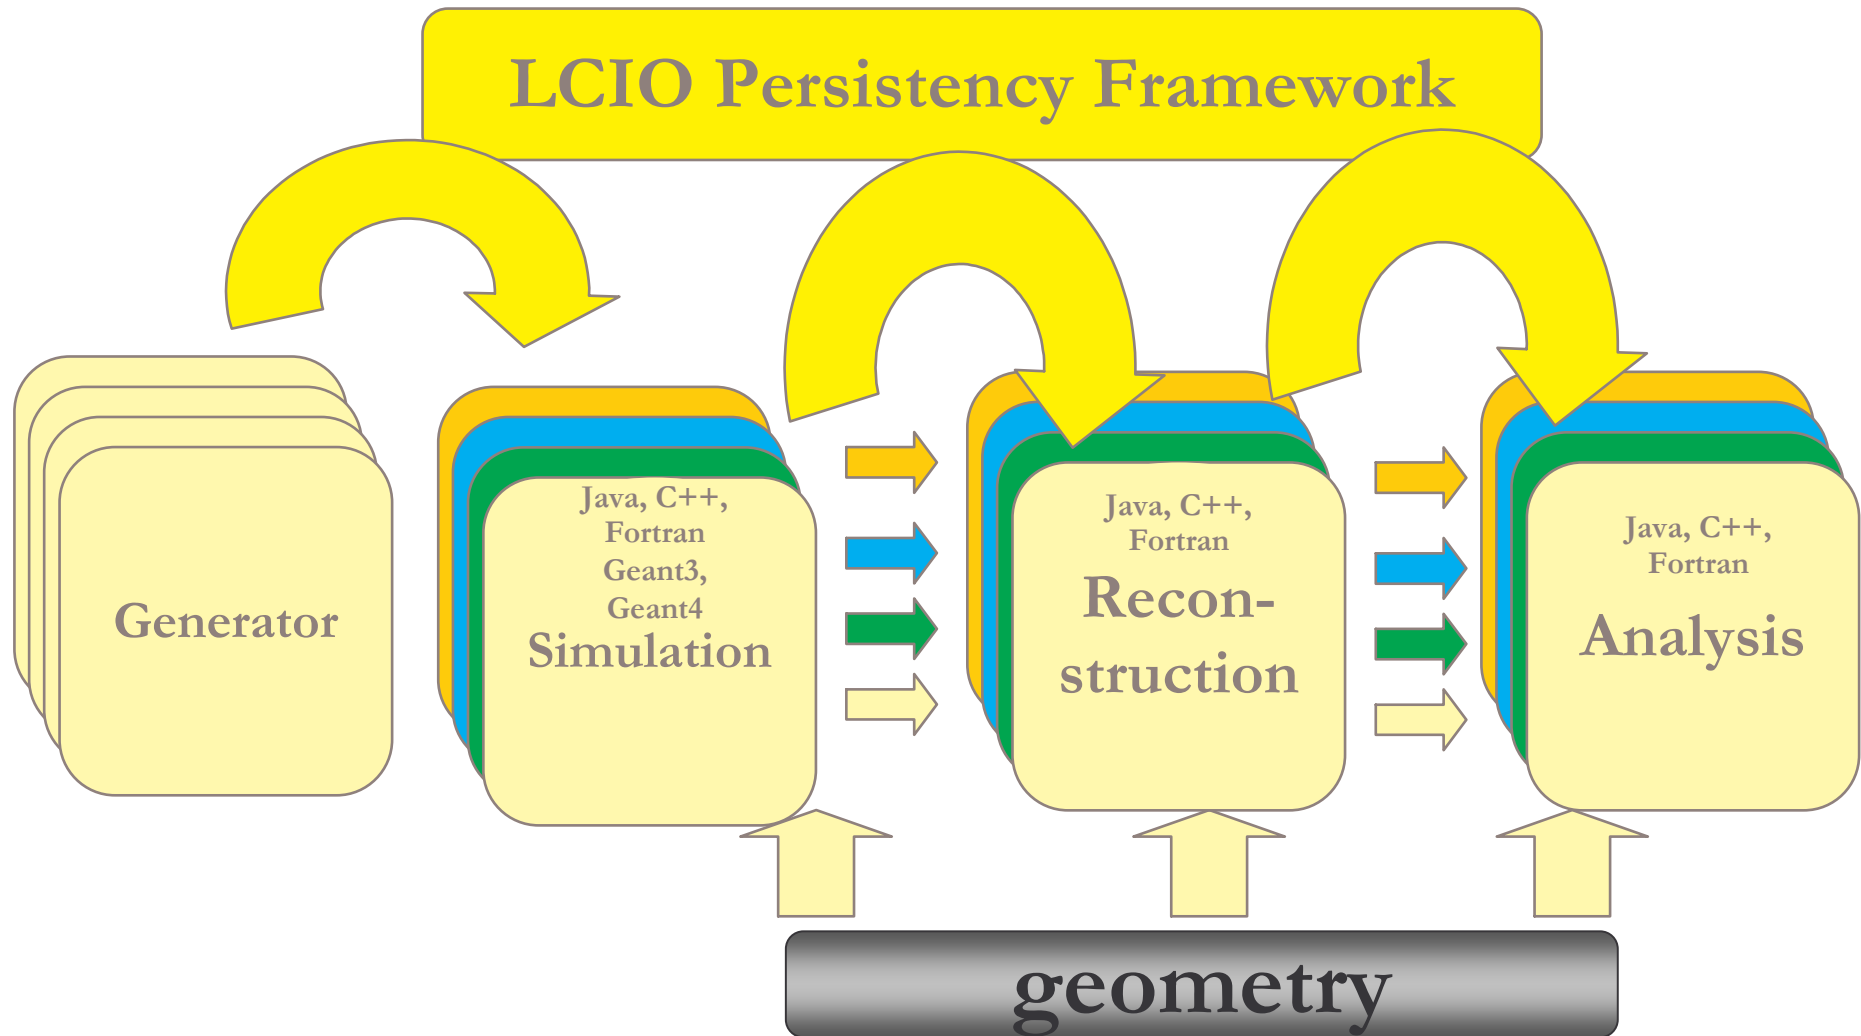 LCIO Persistency Framework
Generator
Java, C++,
Fortran
Geant3,
Geant4
Simulation
Java, C++,
Fortran
Recon-
struction
Java, C++,
Fortran
Analysis
geometry